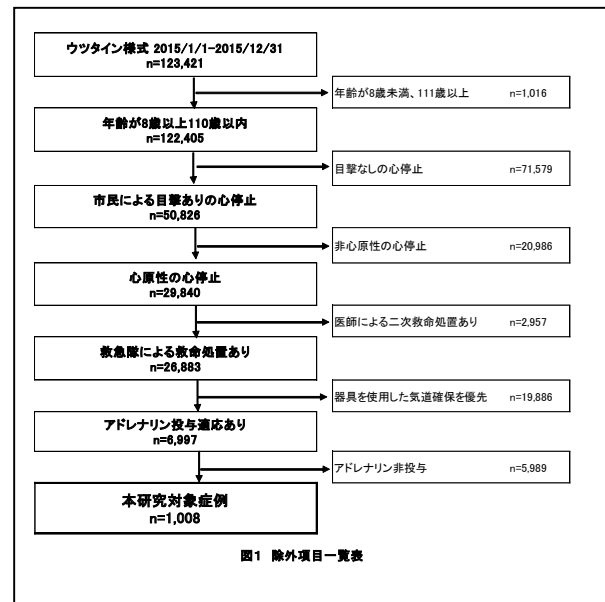 ウツタイン様式 2015/1/1-2015/12/31
n=123,421
年齢が8歳未満、111歳以上 n=1,016
年齢が8歳以上110歳以内
n=122,405
目撃なしの心停止 n=71,579
市民による目撃ありの心停止
n=50,826
非心原性の心停止 n=20,986
心原性の心停止
n=29,840
医師による二次救命処置あり n=2,957
救急隊による救命処置あり
n=26,883
器具を使用した気道確保を優先 n=19,886
アドレナリン投与適応あり
n=6,997
アドレナリン非投与 n=5,989
本研究対象症例
n=1,008
図1 除外項目一覧表